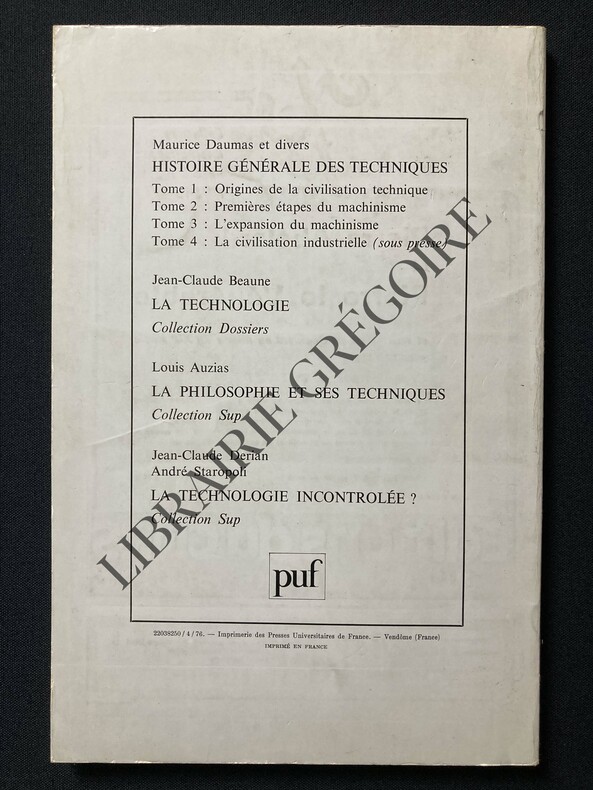 Maurice Daumas et divers
HISTOIRE GÉNÉRALE DES TECHNIQUES
Tome 1 : Origines de la civilisation technique
Tome 2 : Premières étapes du machinisme
Tome 3 : L'expansion du machinisme
Tome 4 : La civilisation industrielle (sous presse)
Jean-Claude Beaune
LA TECHNOLOGIE
Collection Dossiers
Louis Auzias
LA PHILOSOPHIE ET SES TECHNIQUES
Collection Sup
Jean-Claude Derian
André Staropoli
LA TECHNOLOGIE INCONTROLÉE ?
Collection Sup
puf
22038250/4/76. — Imprimerie des Presses Universitaires de France. — Vendôme (France)
IMPRIMÉ EN FRANCE
LIBRAIRIE GRÉGOIRE